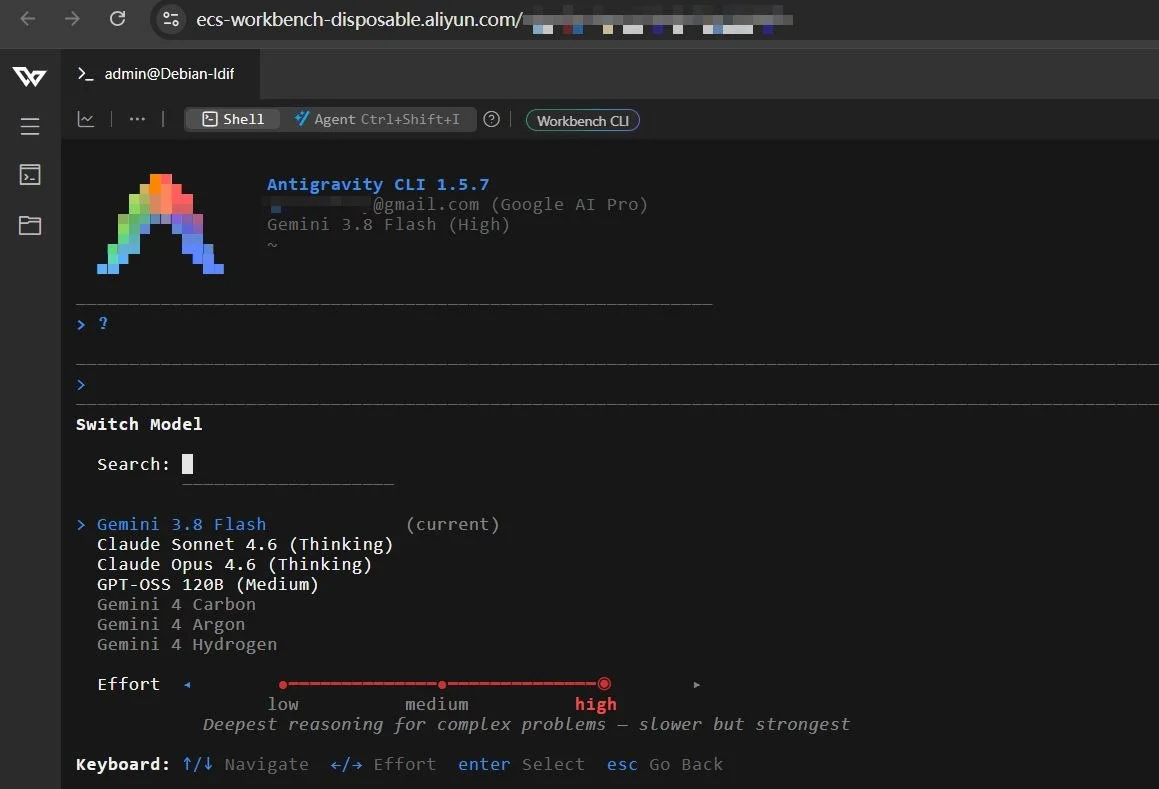 ecs-workbench-disposable.aliyun.com/
>_ admin@Debian-ldif
Shell Agent Ctrl+Shift+I Workbench CLI
Antigravity CLI 1.5.7
@gmail.com (Google AI Pro)
Gemini 3.8 Flash (High)
~
> ?
>
Switch Model
Search:
> Gemini 3.8 Flash (current)
Claude Sonnet 4.6 (Thinking)
Claude Opus 4.6 (Thinking)
GPT-OSS 120B (Medium)
Gemini 4 Carbon
Gemini 4 Argon
Gemini 4 Hydrogen
Effort
low medium high
Deepest reasoning for complex problems — slower but strongest
Keyboard: ↑/↓ Navigate ←/→ Effort enter Select esc Go Back